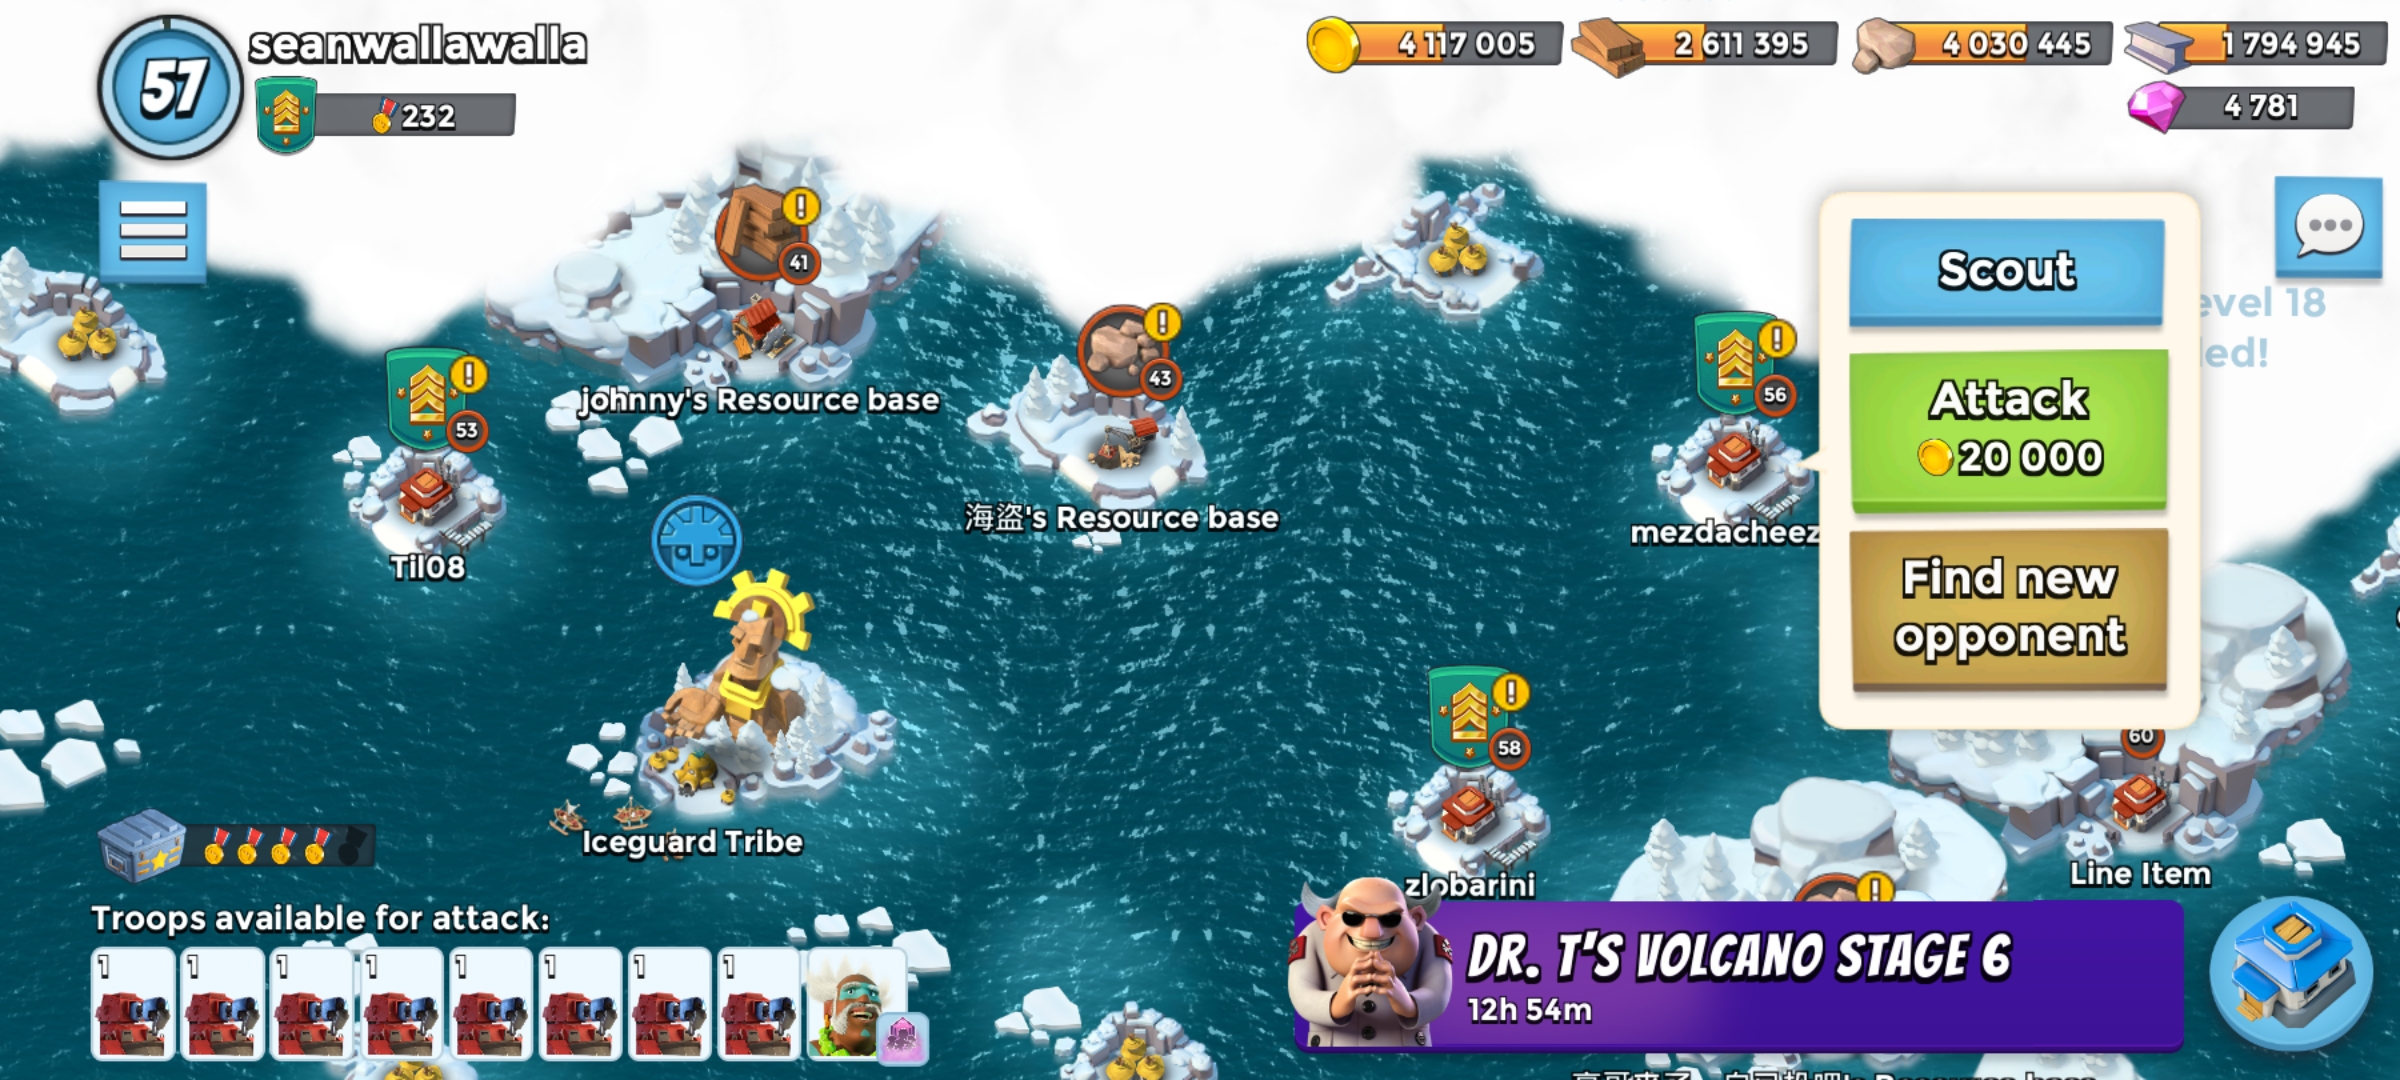 57
seanwallawalla
232
4 117 005
2 611 395
4 030 445
1 794 945
4 781
!
41
johnny's Resource base
!
43
海盗's Resource base
!
53
Til08
!
56
mezdacheez
Scout
Attack
20 000
Find new
opponent
evel 18
led!
Iceguard Tribe
!
58
zlobarini
60
Line Item
!
Troops available for attack:
1 1 1 1 1 1 1 1
DR. T'S VOLCANO STAGE 6
12h 54m